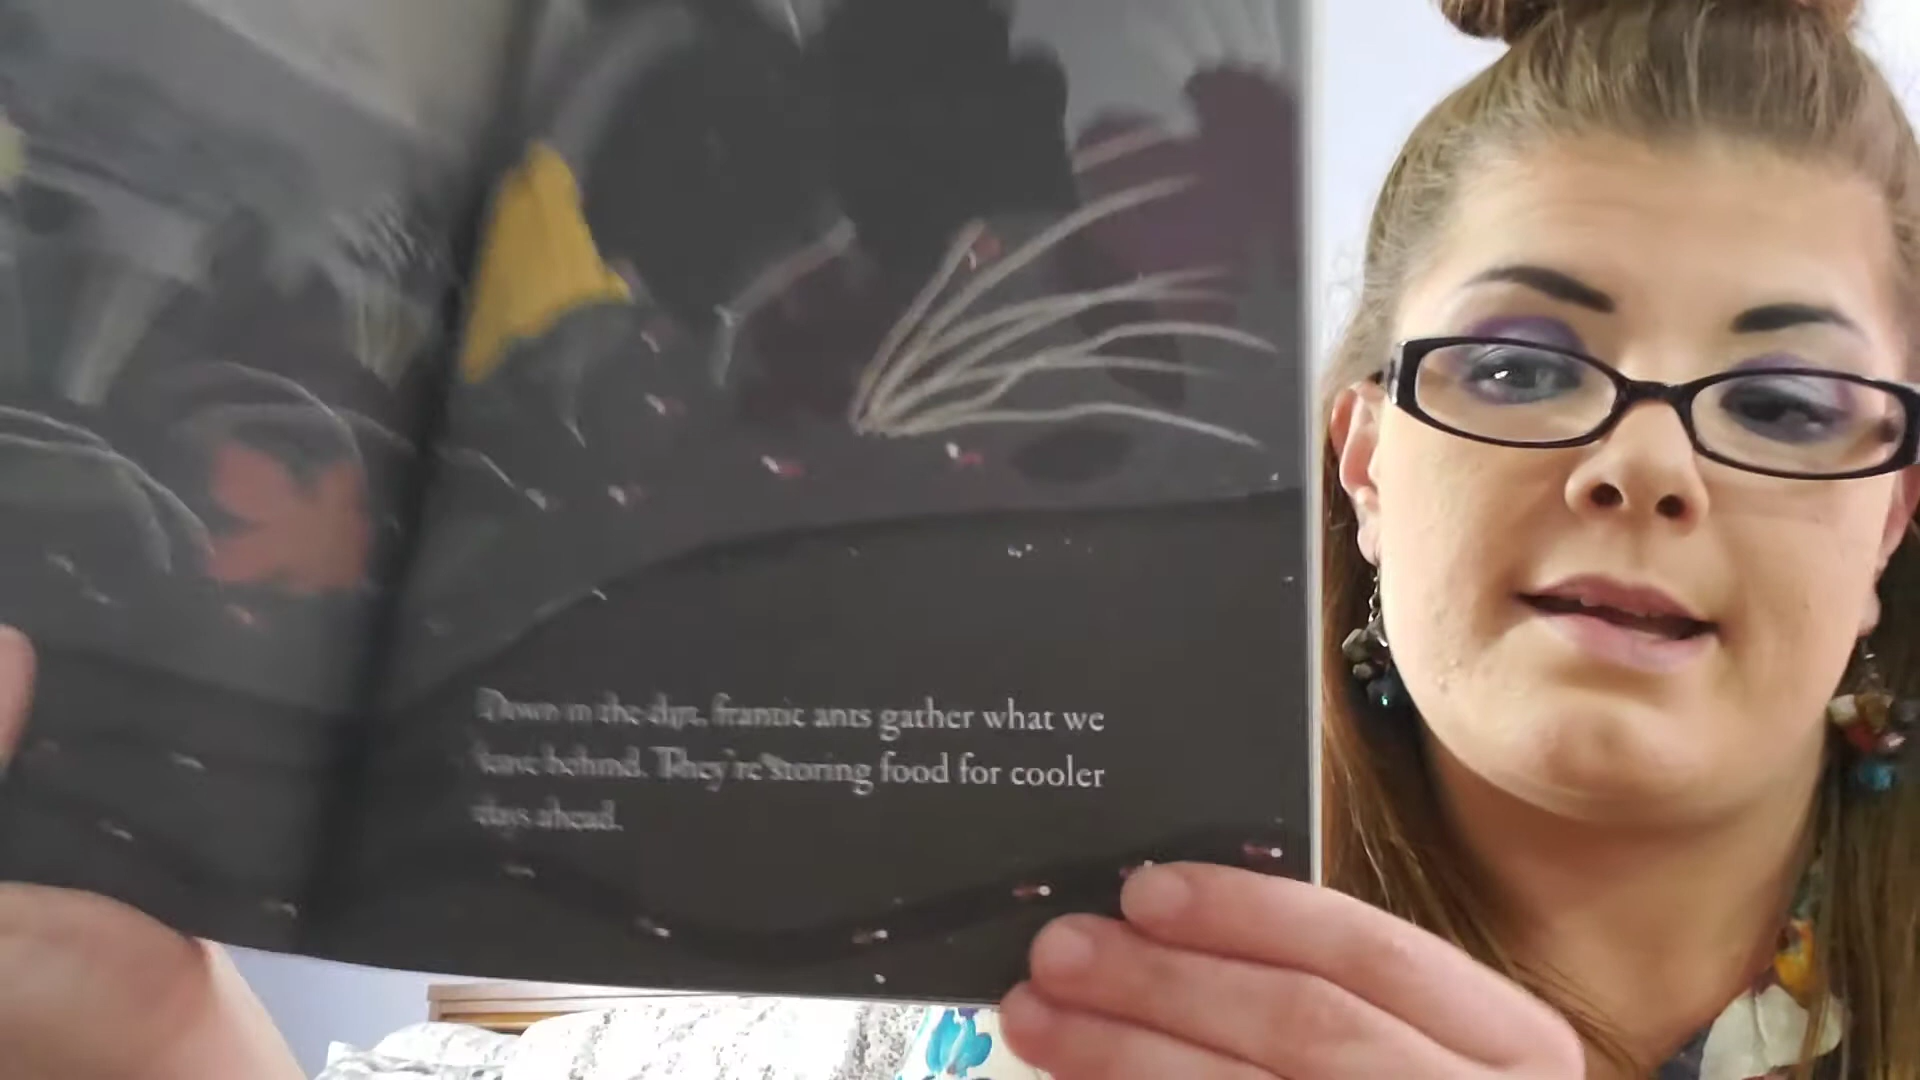 Down in the dirt, frantic ants gather what we
leave behind. They're storing food for cooler
days ahead.